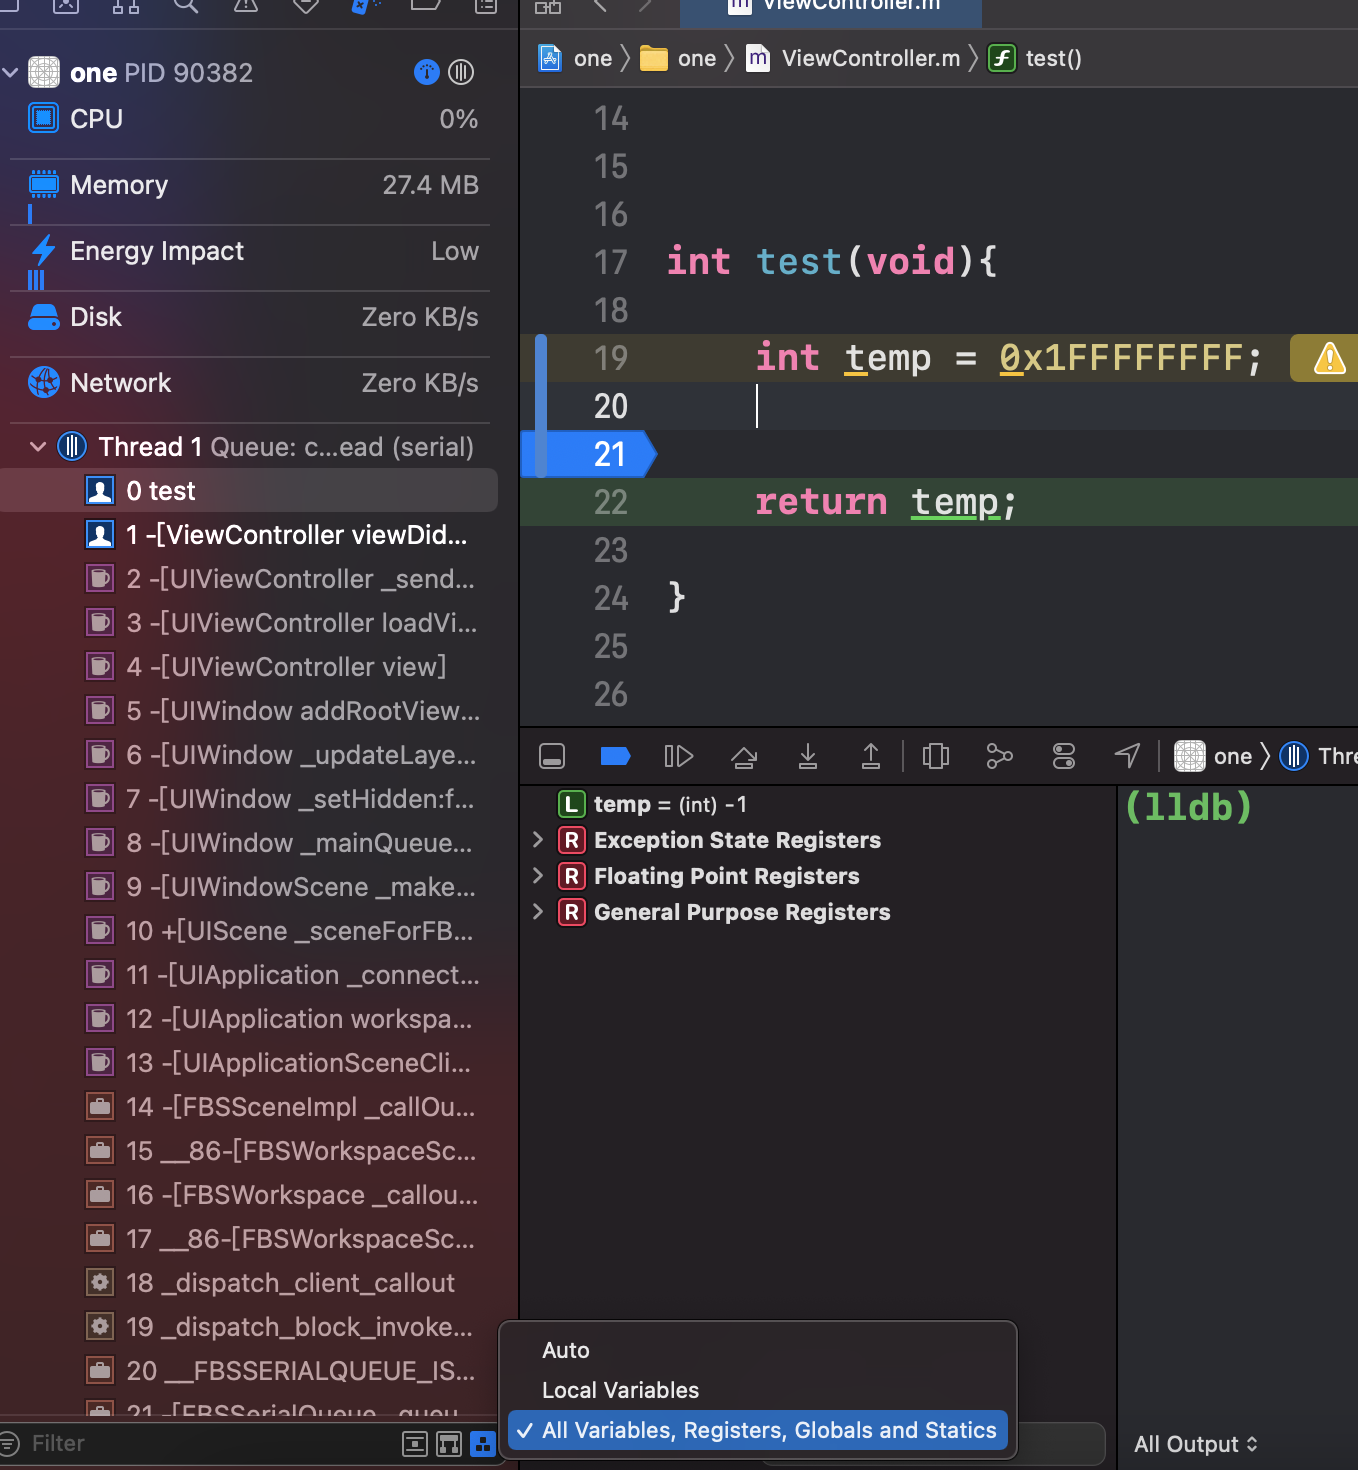 ViewController.m
one PID 90382
CPU 0%
Memory 27.4 MB
Energy Impact Low
Disk Zero KB/s
Network Zero KB/s
Thread 1 Queue: c...ead (serial)
0 test
1 -[ViewController viewDid...
2 -[UIViewController _send...
3 -[UIViewController loadVi...
4 -[UIViewController view]
5 -[UIWindow addRootView...
6 -[UIWindow _updateLaye...
7 -[UIWindow _setHidden:f...
8 -[UIWindow _mainQueue...
9 -[UIWindowScene _make...
10 +[UIScene _sceneForFB...
11 -[UIApplication _connect...
12 -[UIApplication workspa...
13 -[UIApplicationSceneCli...
14 -[FBSSceneImpl _callOu...
15 __86-[FBSWorkspaceSc...
16 -[FBSWorkspace _callou...
17 __86-[FBSWorkspaceSc...
18 _dispatch_client_callout
19 _dispatch_block_invoke...
20 __FBSSERIALQUEUE_IS...
21 -[FBSSerialQueue _queu
Filter
one one m ViewController.m f test()
14
15
16
17 int test(void){
18
19 int temp = 0x1FFFFFFFF;
20
21
22 return temp;
23
24 }
25
26
one Thre
L temp = (int) -1
R Exception State Registers
R Floating Point Registers
R General Purpose Registers
(lldb)
Auto
Local Variables
✓ All Variables, Registers, Globals and Statics
All Output